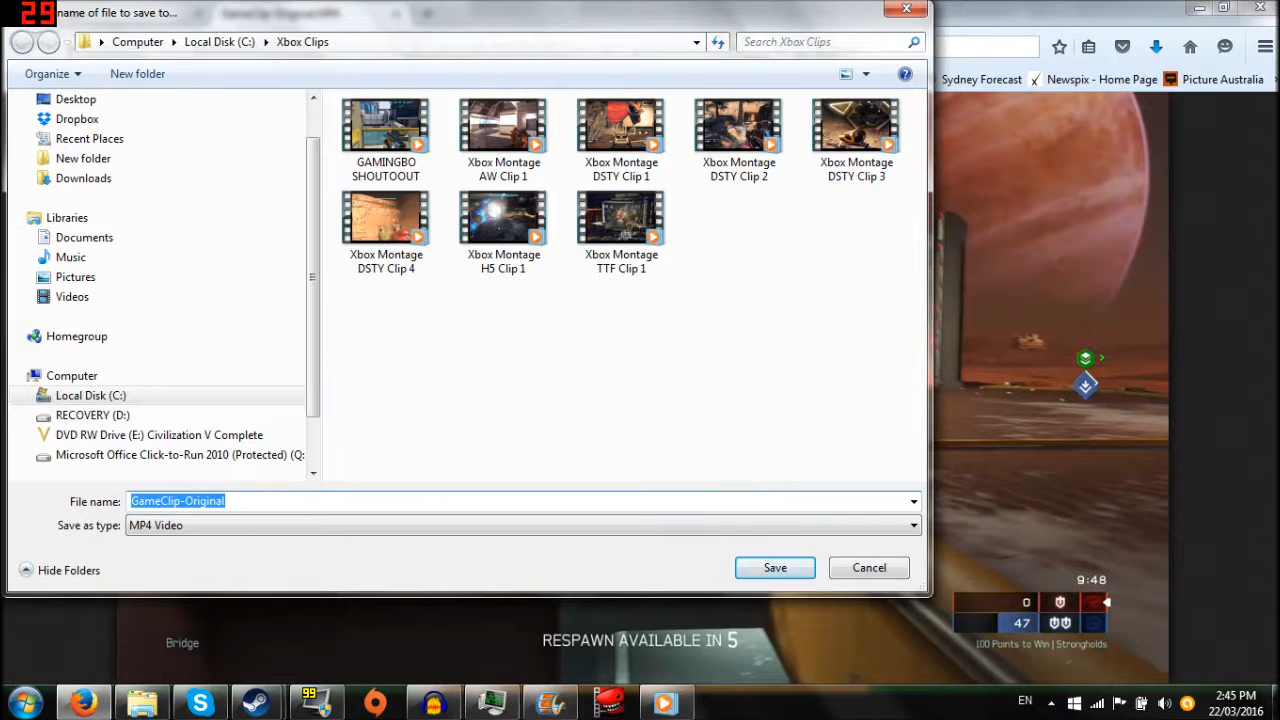 29
name of file to save to...
GameClip-Original.MP4
Computer
Local Disk (C:)
Xbox Clips
Search Xbox Clips
Organize
New folder
Sydney Forecast
Newspix - Home Page
Picture Australia
Desktop
Dropbox
Recent Places
New folder
Downloads
Libraries
Documents
Music
Pictures
Videos
Homegroup
Computer
Local Disk (C:)
RECOVERY (D:)
DVD RW Drive (E:) Civilization V Complete
Microsoft Office Click-to-Run 2010 (Protected) (Q:
GAMINGBO
SHOUTOOUT
Xbox Montage
AW Clip 1
Xbox Montage
DSTY Clip 1
Xbox Montage
DSTY Clip 2
Xbox Montage
DSTY Clip 3
Xbox Montage
DSTY Clip 4
Xbox Montage
H5 Clip 1
Xbox Montage
TTF Clip 1
File name:
GameClip-Original
Save as type:
MP4 Video
Hide Folders
Save
Cancel
9:48
0
47
100 Points to Win | Strongholds
Bridge
RESPAWN AVAILABLE IN 5
99
EN
2:45 PM
22/03/2016